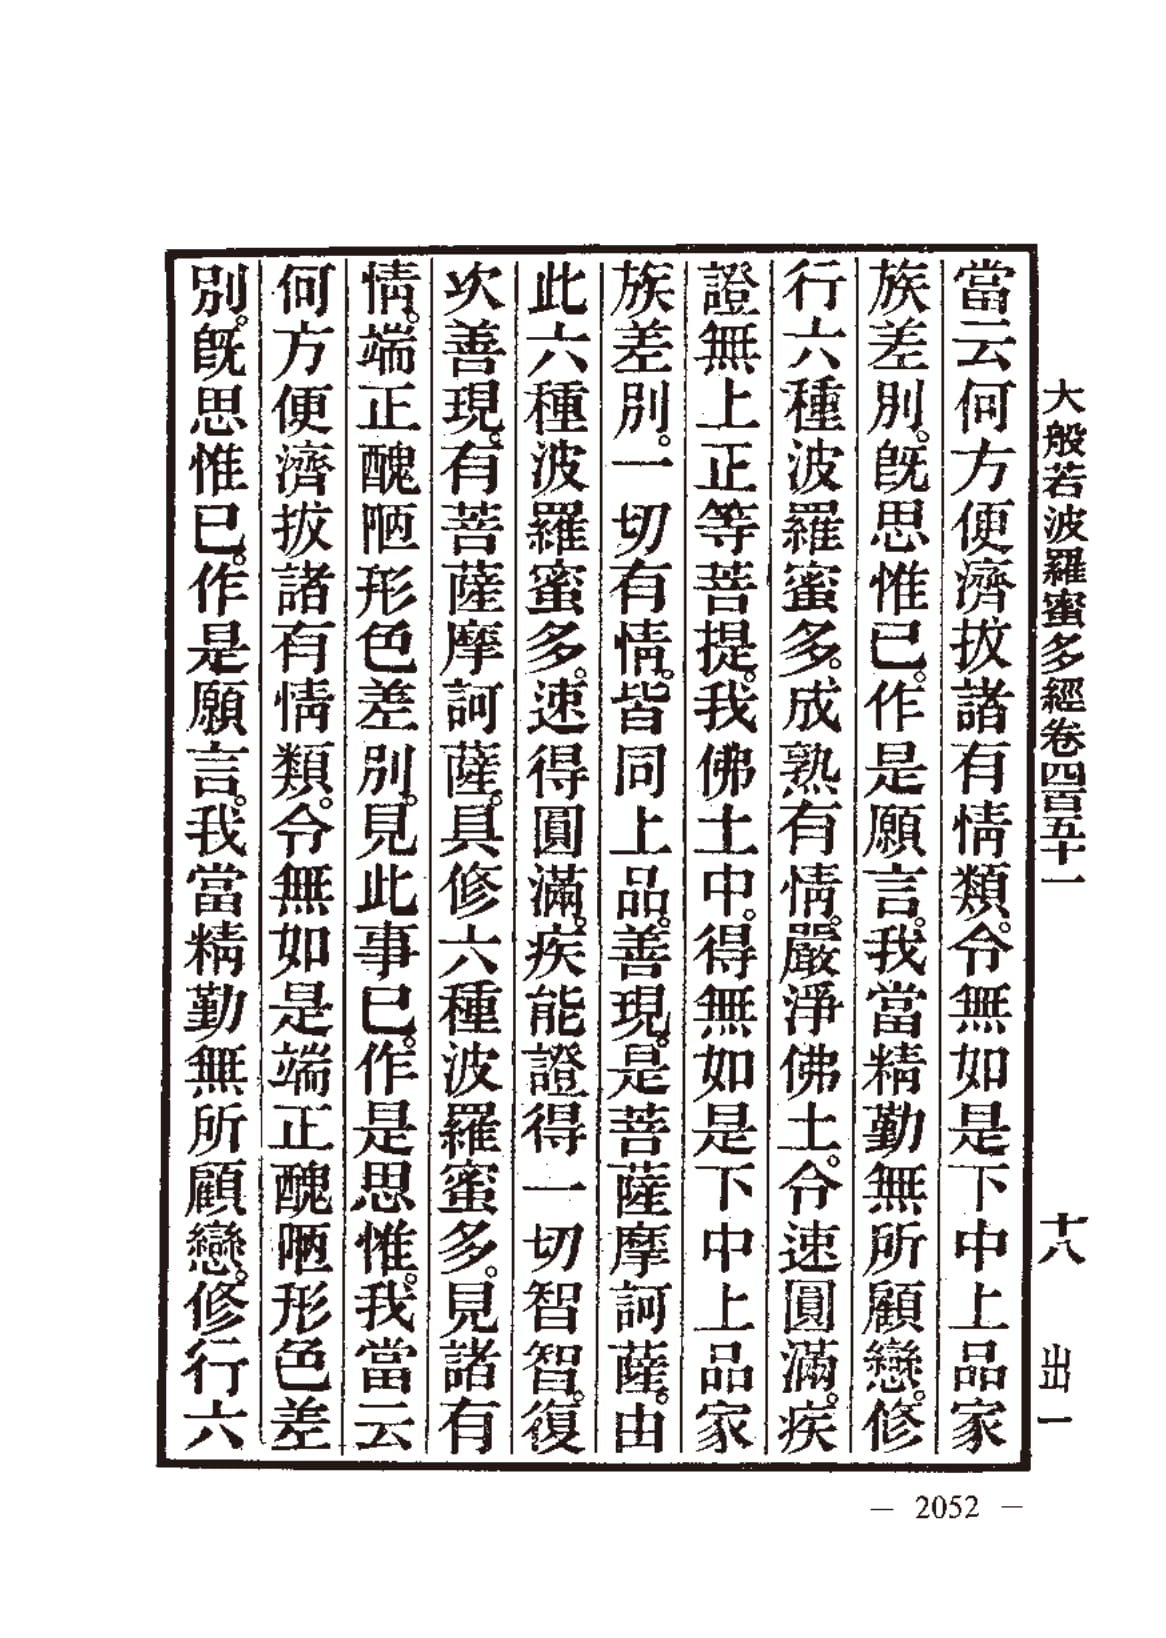 大般若波羅蜜多經卷四百五十一 十八 出一
當云何方便濟拔諸有情類。令無如是下中上品家
族差別。旣思惟已。作是願言。我當精勤無所顧戀。修
行六種波羅蜜多。成熟有情。嚴淨佛土。令速圓滿。疾
證無上正等菩提。我佛土中。得無如是下中上品家
族差別。一切有情。皆同上品。善現。是菩薩摩訶薩。由
此六種波羅蜜多。速得圓滿。疾能證得一切智智。復
次善現。有菩薩摩訶薩。具修六種波羅蜜多。見諸有
情。端正醜陋形色差別。見此事已。作是思惟。我當云
何方便濟拔諸有情類。令無如是端正醜陋形色差
別。旣思惟已。作是願言。我當精勤無所顧戀。修行六
— 2052 —